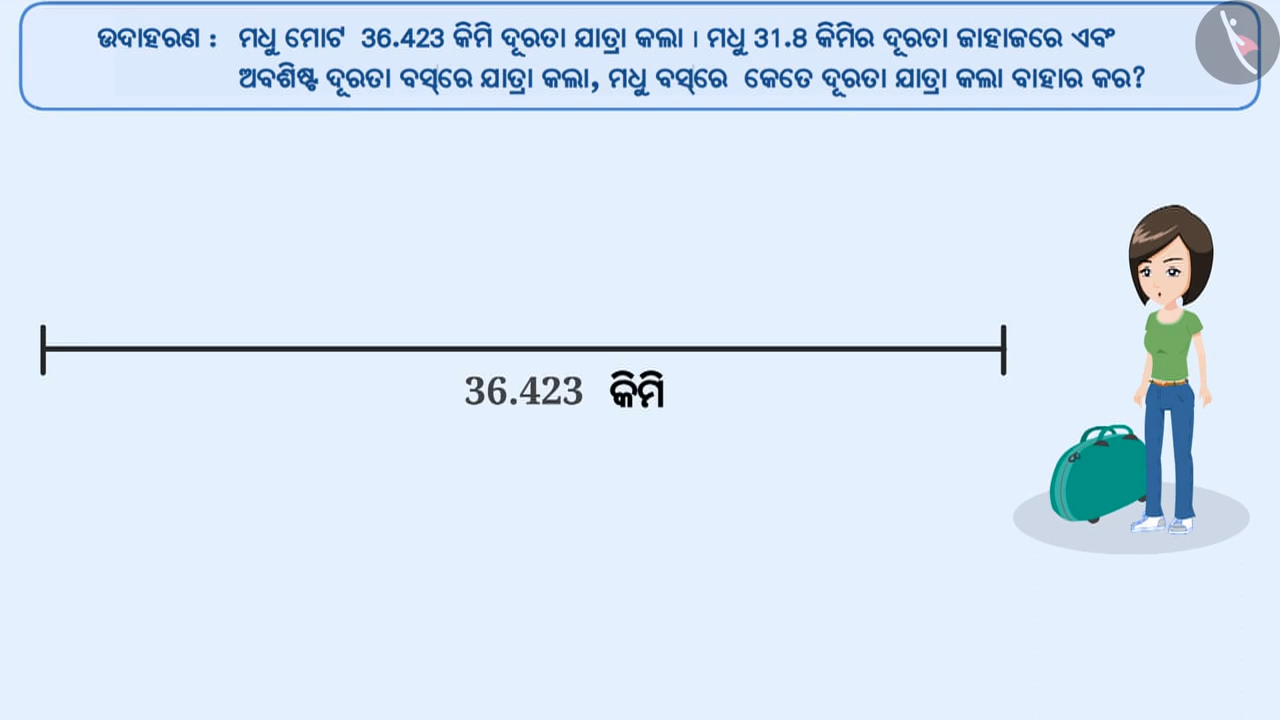 ଉଦାହରଣ : ମଧୁ ମୋଟ 36.423 କିମି ଦୂରତା ଯାତ୍ରା କଲା । ମଧୁ 31.8 କିମିର ଦୂରତା ଜାହାଜରେ ଏବଂ
ଅବଶିଷ୍ଟ ଦୂରତା ବସ୍‌ରେ ଯାତ୍ରା କଲା, ମଧୁ ବସ୍‌ରେ କେତେ ଦୂରତା ଯାତ୍ରା କଲା ବାହାର କର?
36.423 କିମି